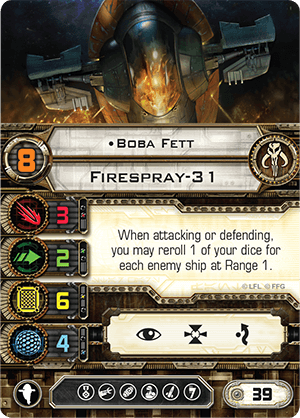 •Boba Fett
8
Firespray-31
3
When attacking or defending,
you may reroll 1 of your dice for
each enemy ship at Range 1.
2
©LFL ©FFG
6
4
39